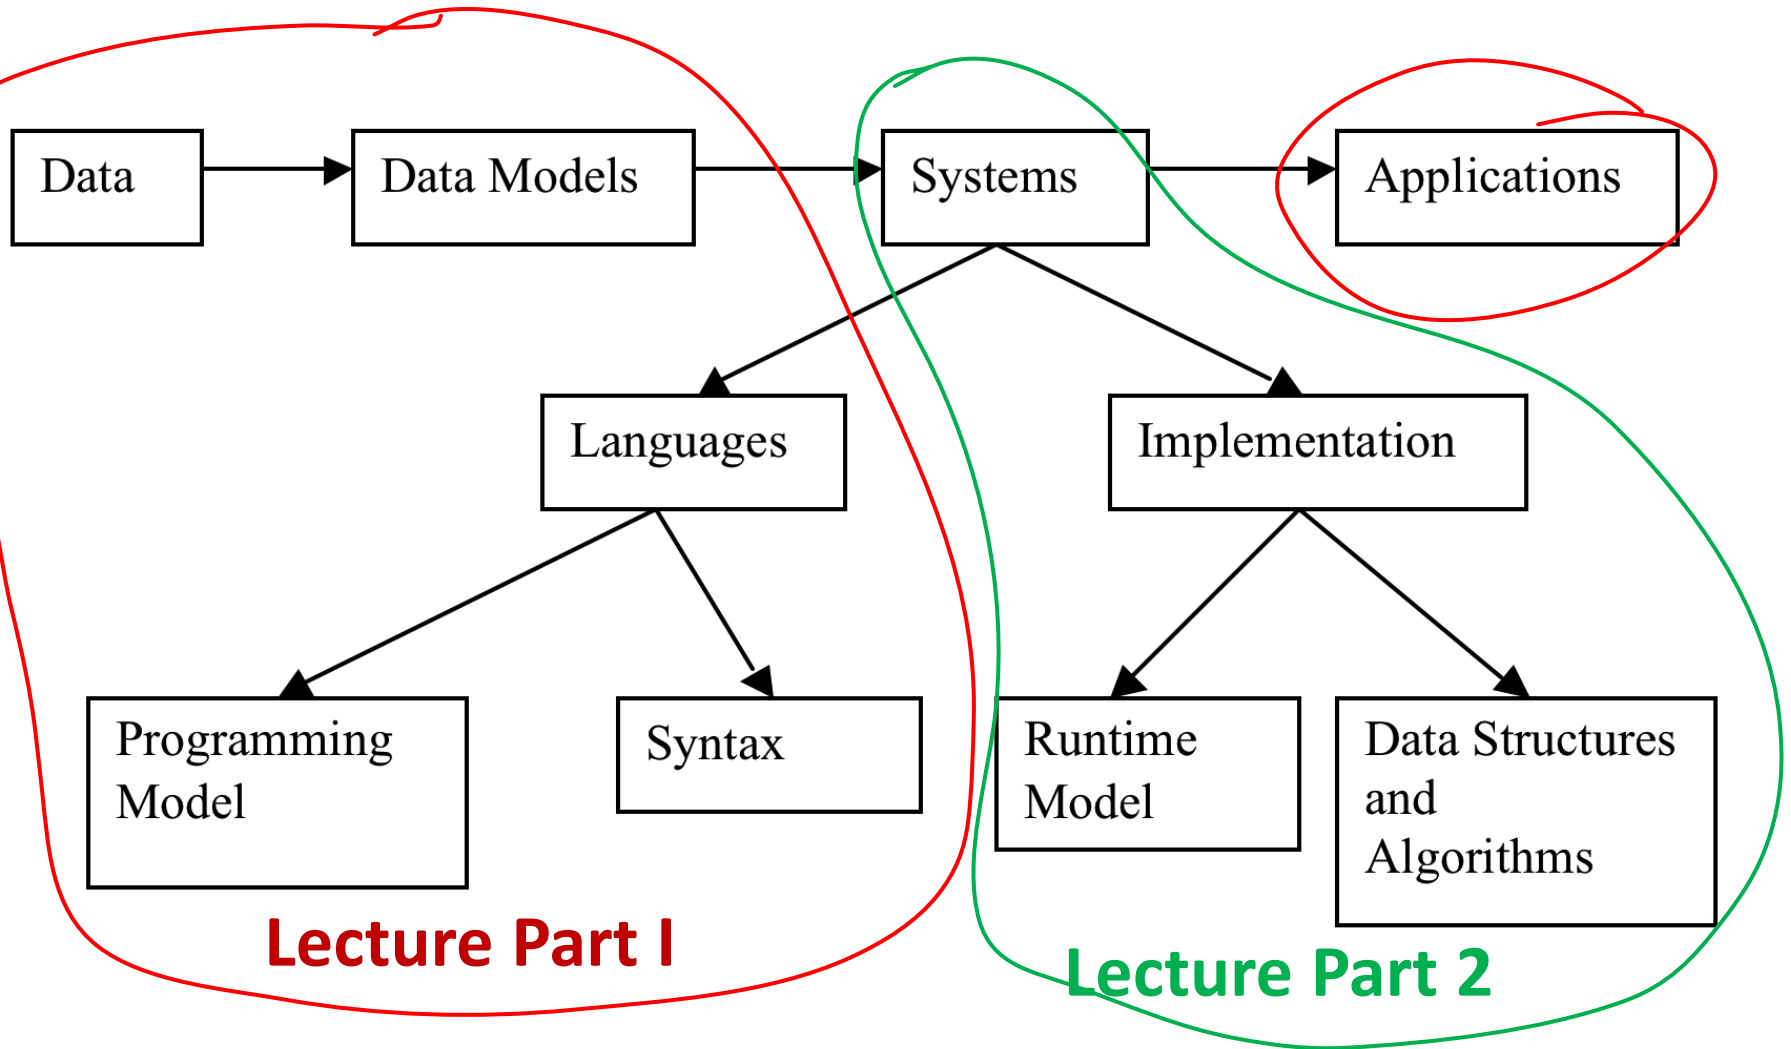 Data
Data Models
Systems
Applications
Languages
Implementation
Programming
Model
Syntax
Runtime
Model
Data Structures
and
Algorithms
Lecture Part I
Lecture Part 2